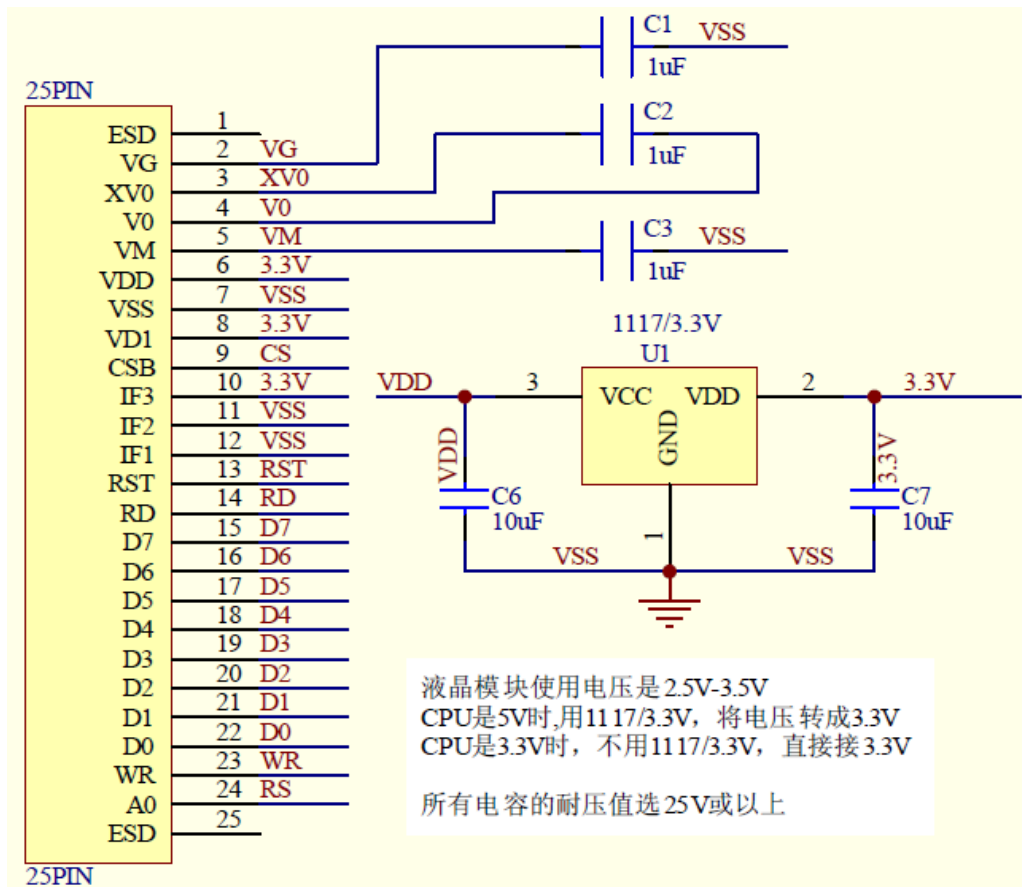 25PIN
ESD 1
VG 2 VG
XV0 3 XV0
V0 4 V0
VM 5 VM
VDD 6 3.3V
VSS 7 VSS
VD1 8 3.3V
CSB 9 CS
IF3 10 3.3V
IF2 11 VSS
IF1 12 VSS
RST 13 RST
RD 14 RD
D7 15 D7
D6 16 D6
D5 17 D5
D4 18 D4
D3 19 D3
D2 20 D2
D1 21 D1
D0 22 D0
WR 23 WR
A0 24 RS
ESD 25
25PIN
C1 VSS
1uF
C2
1uF
C3 VSS
1uF
1117/3.3V
U1
VDD 3 VCC VDD 2 3.3V
GND
VDD
3.3V
C6
10uF
C7
10uF
1
VSS VSS
液晶模块使用电压是2.5V-3.5V
CPU是5V时,用1117/3.3V，将电压转成3.3V
CPU是3.3V时，不用1117/3.3V，直接接3.3V
所有电容的耐压值选25V或以上